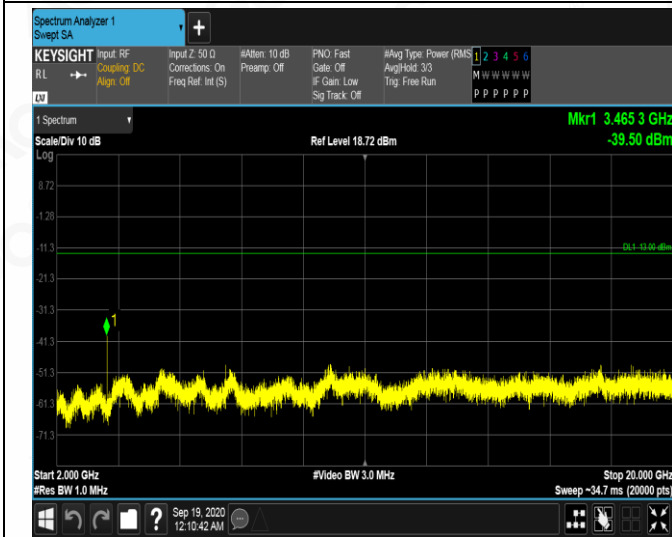 Spectrum Analyzer 1
Swept SA
+
KEYSIGHT
RL
LXI
Input: RF
Coupling: DC
Align: Off
Input Z: 50 Ω
Corrections: On
Freq Ref: Int (S)
#Atten: 10 dB
Preamp: Off
PNO: Fast
Gate: Off
IF Gain: Low
Sig Track: Off
#Avg Type: Power (RMS
Avg|Hold: 3/3
Trig: Free Run
1 2 3 4 5 6
M W W W W W
P P P P P P
1 Spectrum
Mkr1 3.465 3 GHz
Scale/Div 10 dB
Ref Level 18.72 dBm
-39.50 dBm
Log
8.72
-1.28
-11.3
DL1 -13.00 dBm
-21.3
-31.3
1
-41.3
-51.3
-61.3
-71.3
Start 2.000 GHz
#Video BW 3.0 MHz
Stop 20.000 GHz
#Res BW 1.0 MHz
Sweep ~34.7 ms (20000 pts)
?
Sep 19, 2020
12:10:42 AM